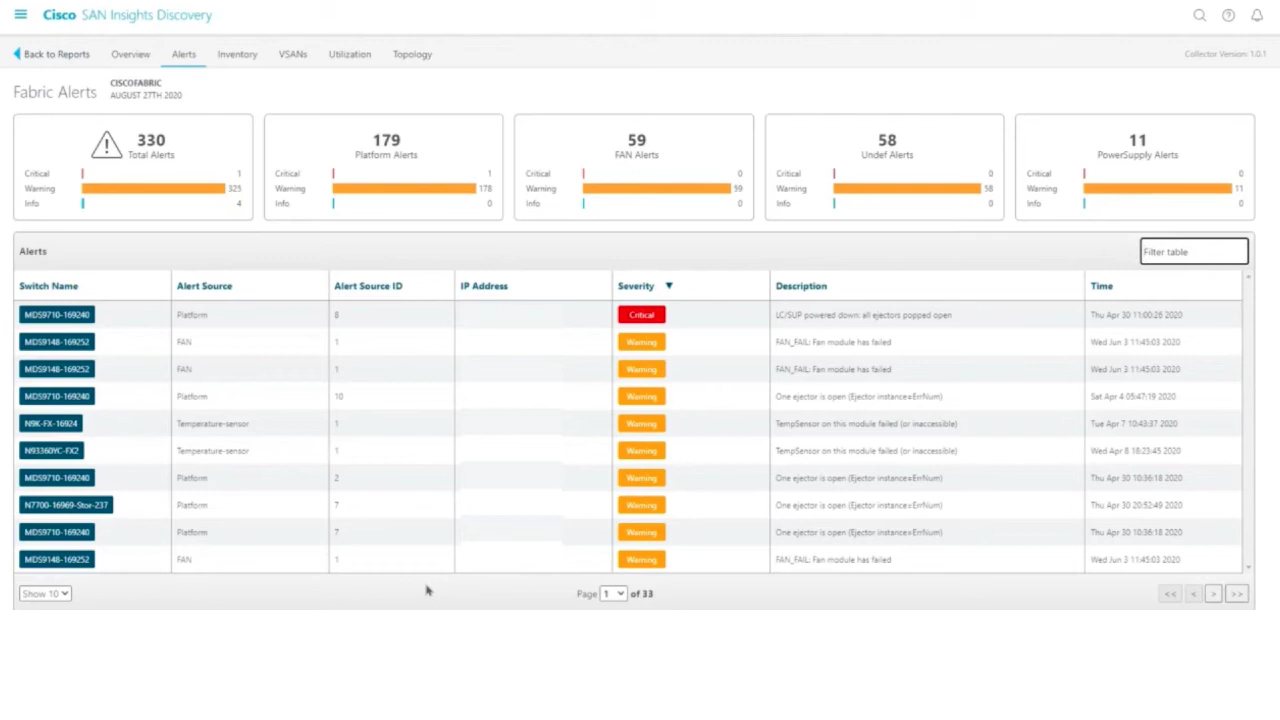 Cisco SAN Insights Discovery
Back to Reports Overview Alerts Inventory VSANs Utilization Topology Collector Version: 1.0.1
Fabric Alerts CISCOFABRIC
AUGUST 27TH 2020
330
Total Alerts
Critical 1
Warning 325
Info 4
179
Platform Alerts
Critical 1
Warning 178
Info 0
59
FAN Alerts
Critical 0
Warning 59
Info 0
58
Undef Alerts
Critical 0
Warning 58
Info 0
11
PowerSupply Alerts
Critical 0
Warning 11
Info 0
Alerts Filter table
Switch Name Alert Source Alert Source ID IP Address Severity ▼ Description Time
MDS9710-169240 Platform 8 Critical LC/SUP powered down: all ejectors popped open Thu Apr 30 11:00:26 2020
MDS9148-169252 FAN 1 Warning FAN_FAIL: Fan module has failed Wed Jun 3 11:45:03 2020
MDS9148-169252 FAN 1 Warning FAN_FAIL: Fan module has failed Wed Jun 3 11:45:03 2020
MDS9710-169240 Platform 10 Warning One ejector is open (Ejector instance=ErrNum) Sat Apr 4 05:47:19 2020
N9K-FX-16924 Temperature-sensor 1 Warning TempSensor on this module failed (or inaccessible) Tue Apr 7 10:43:37 2020
N93360YC-FX2 Temperature-sensor 1 Warning TempSensor on this module failed (or inaccessible) Wed Apr 8 18:23:45 2020
MDS9710-169240 Platform 2 Warning One ejector is open (Ejector instance=ErrNum) Thu Apr 30 10:36:18 2020
N7700-16969-Stor-237 Platform 7 Warning One ejector is open (Ejector instance=ErrNum) Thu Apr 30 20:52:49 2020
MDS9710-169240 Platform 7 Warning One ejector is open (Ejector instance=ErrNum) Thu Apr 30 10:36:18 2020
MDS9148-169252 FAN 1 Warning FAN_FAIL: Fan module has failed Wed Jun 3 11:45:03 2020
Show 10 Page 1 of 33 << < > >>